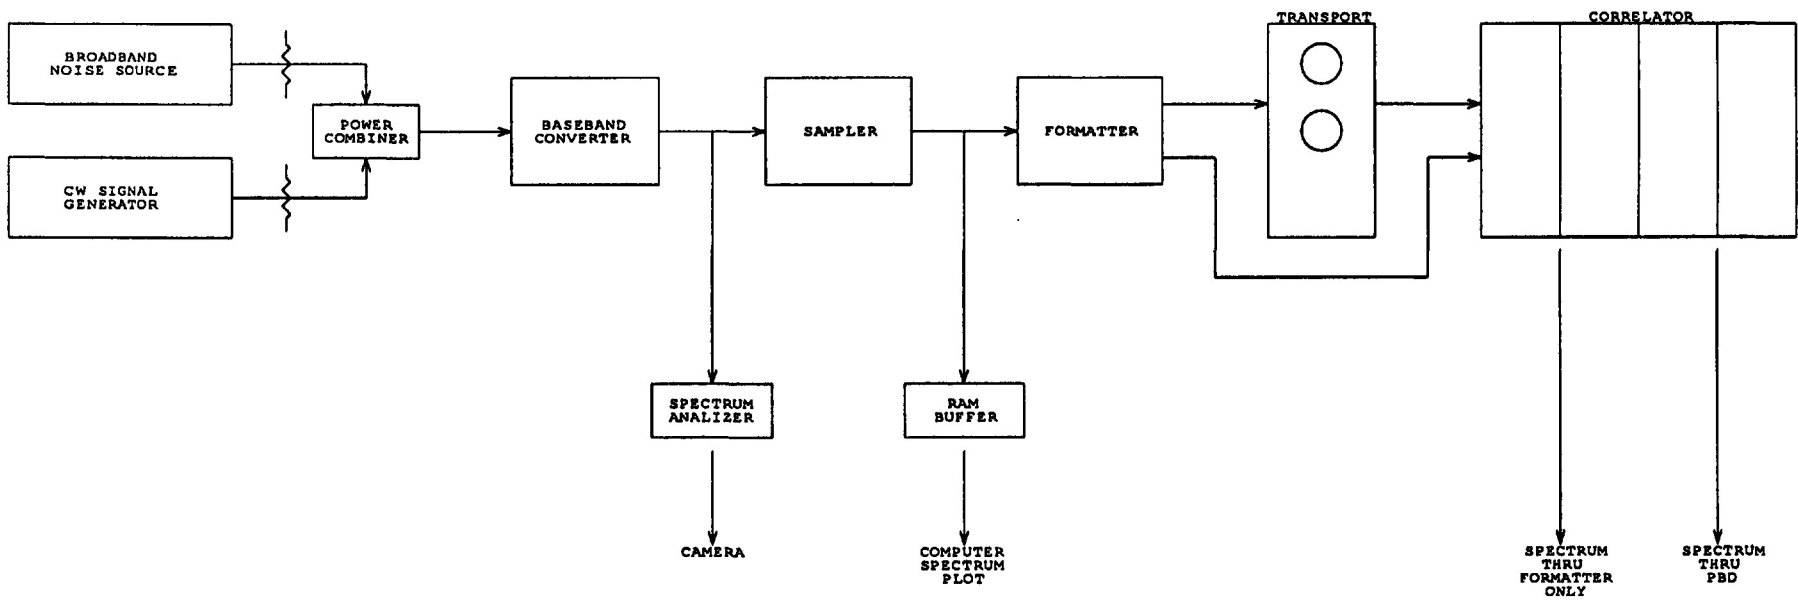 TRANSPORT
CORRELATOR
BROADBAND
NOISE SOURCE
POWER
COMBINER
BASEBAND
CONVERTER
SAMPLER
FORMATTER
CW SIGNAL
GENERATOR
SPECTRUM
ANALIZER
RAM
BUFFER
CAMERA
COMPUTER
SPECTRUM
PLOT
SPECTRUM
THRU
FORMATTER
ONLY
SPECTRUM
THRU
PBD